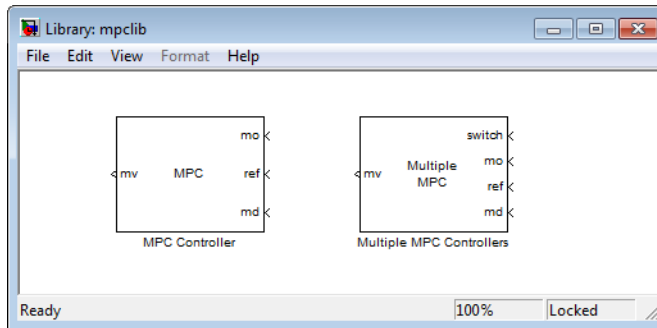 Library: mpclib
File Edit View Format Help
mo
mv MPC ref
md
MPC Controller
switch
mo
mv Multiple MPC
ref
md
Multiple MPC Controllers
Ready 100% Locked